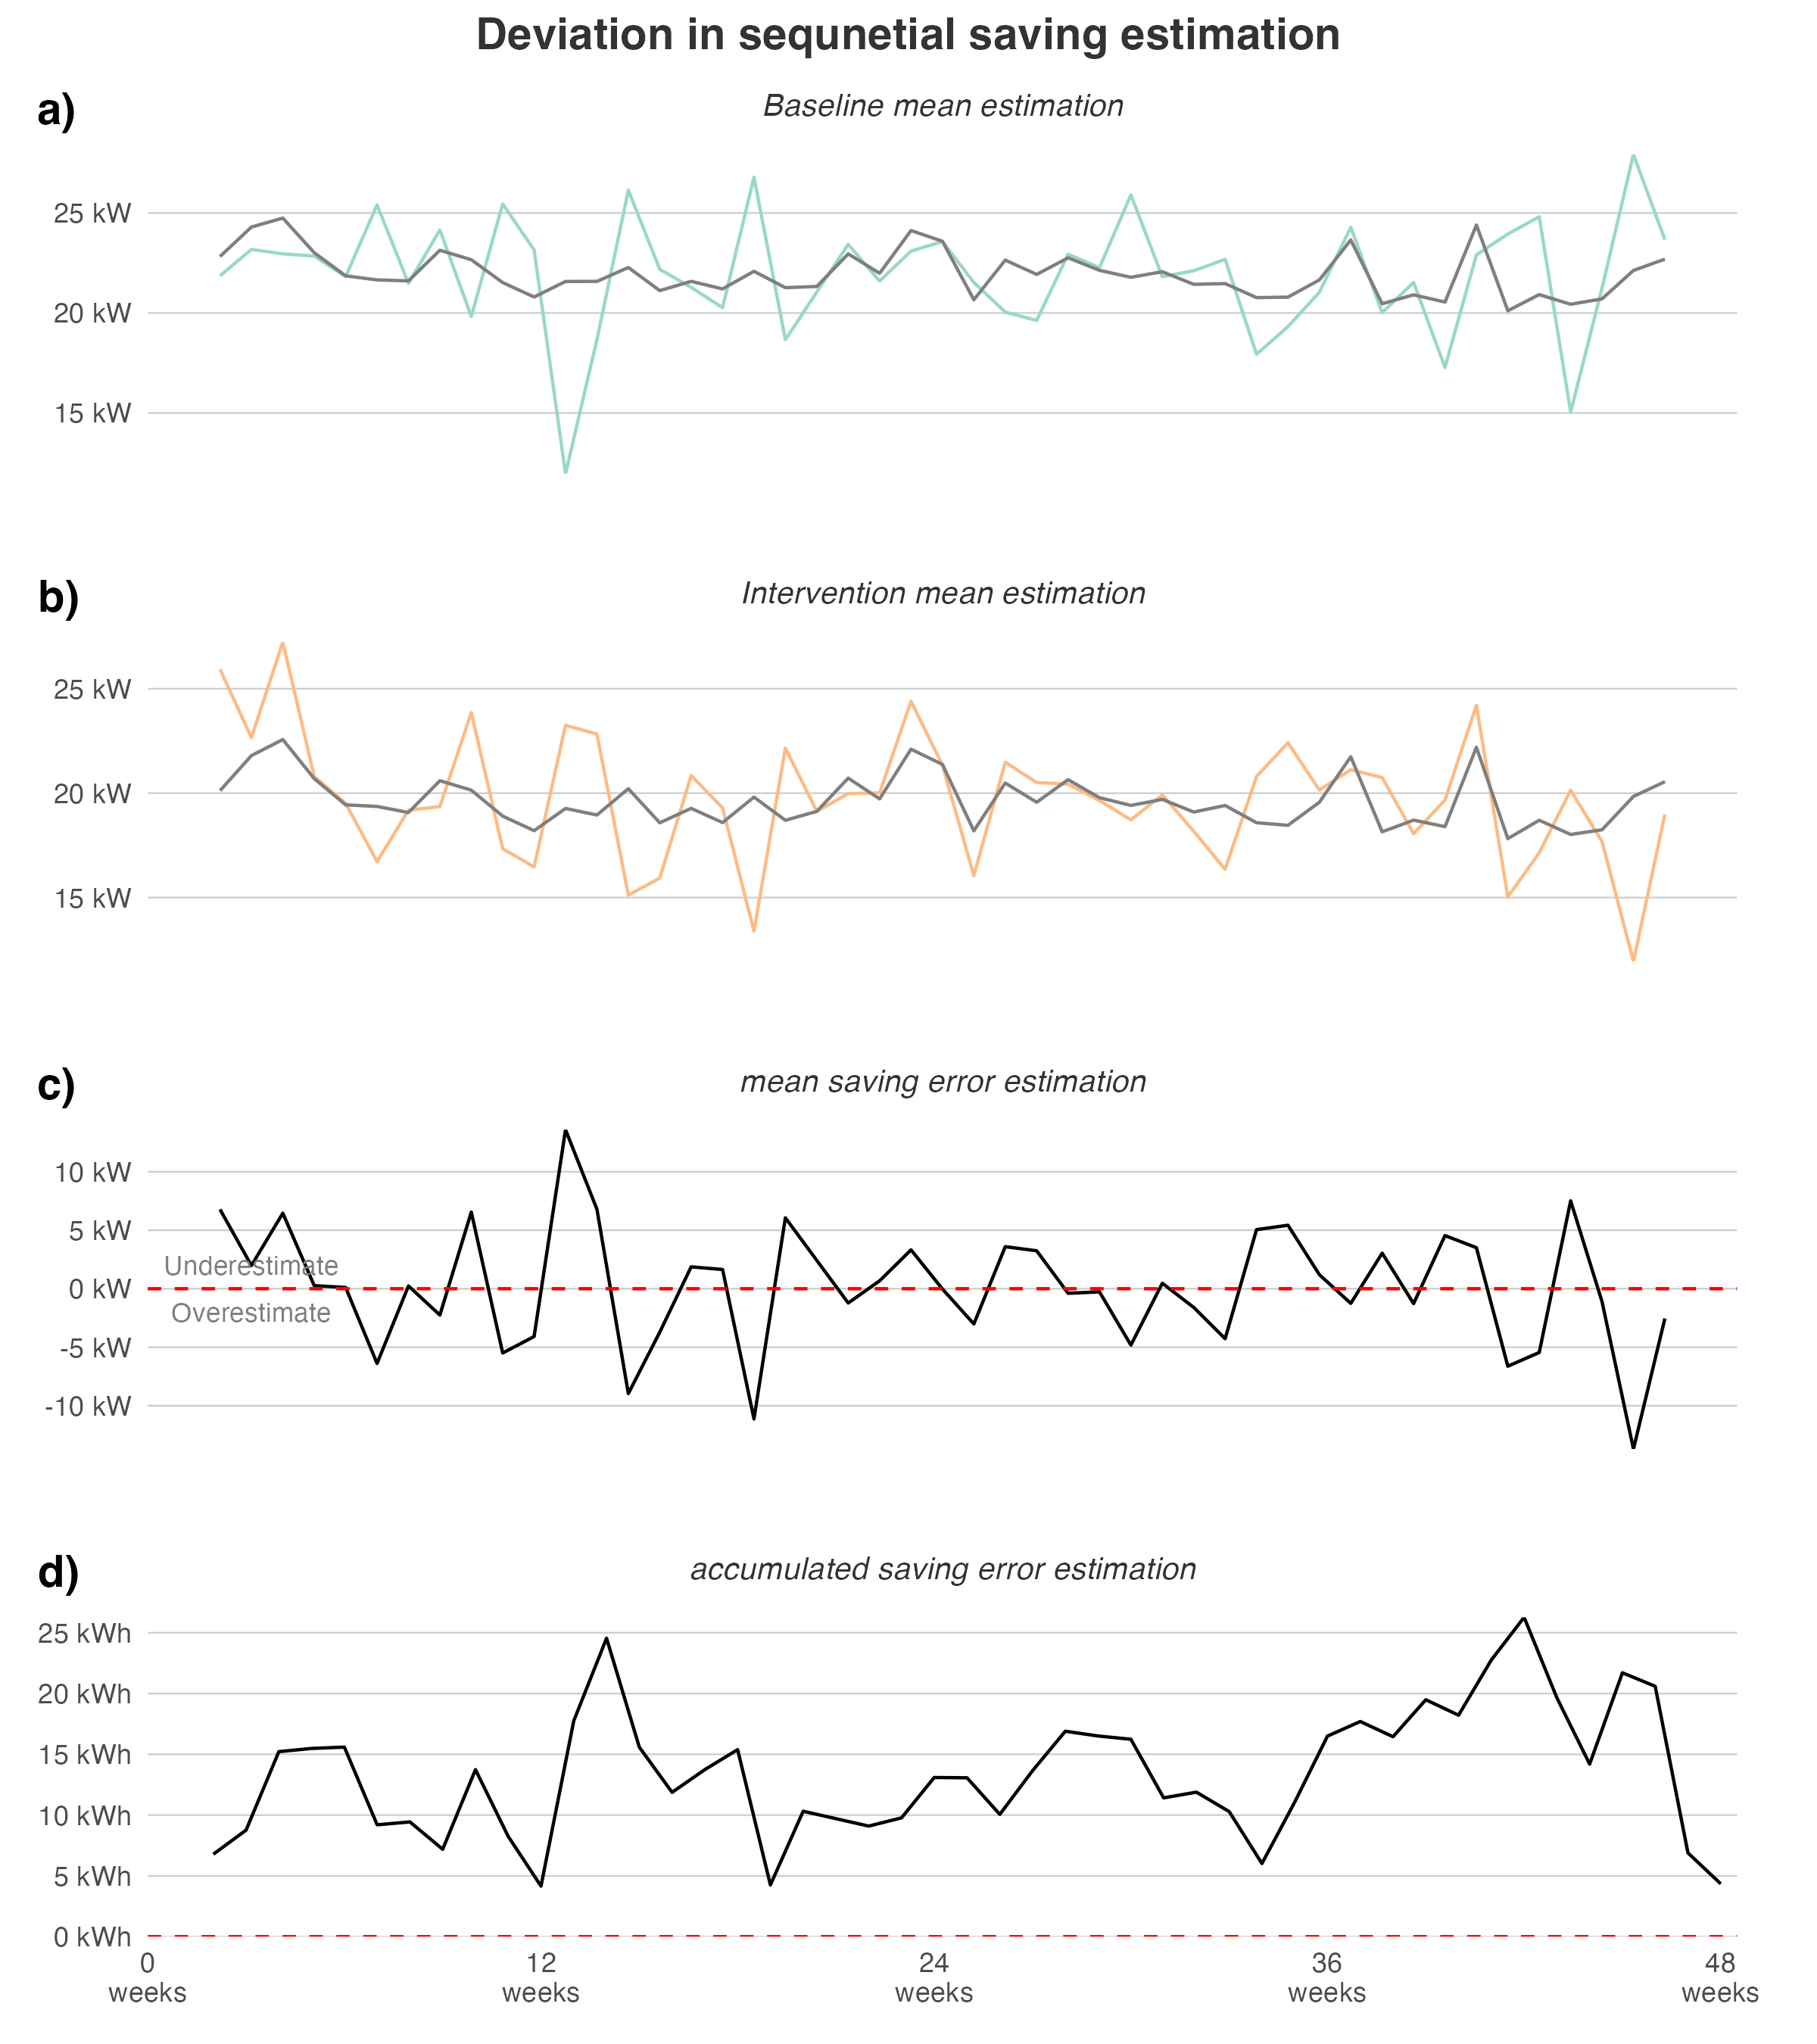 Deviation in sequnetial saving estimation
a)
Baseline mean estimation
25 kW
20 kW
15 kW
b)
Intervention mean estimation
25 kW
20 kW
15 kW
c)
mean saving error estimation
10 kW
5 kW
Underestimate
0 kW
Overestimate
-5 kW
-10 kW
d)
accumulated saving error estimation
25 kWh
20 kWh
15 kWh
10 kWh
5 kWh
0 kWh
0 12 24 36 48
weeks weeks weeks weeks weeks